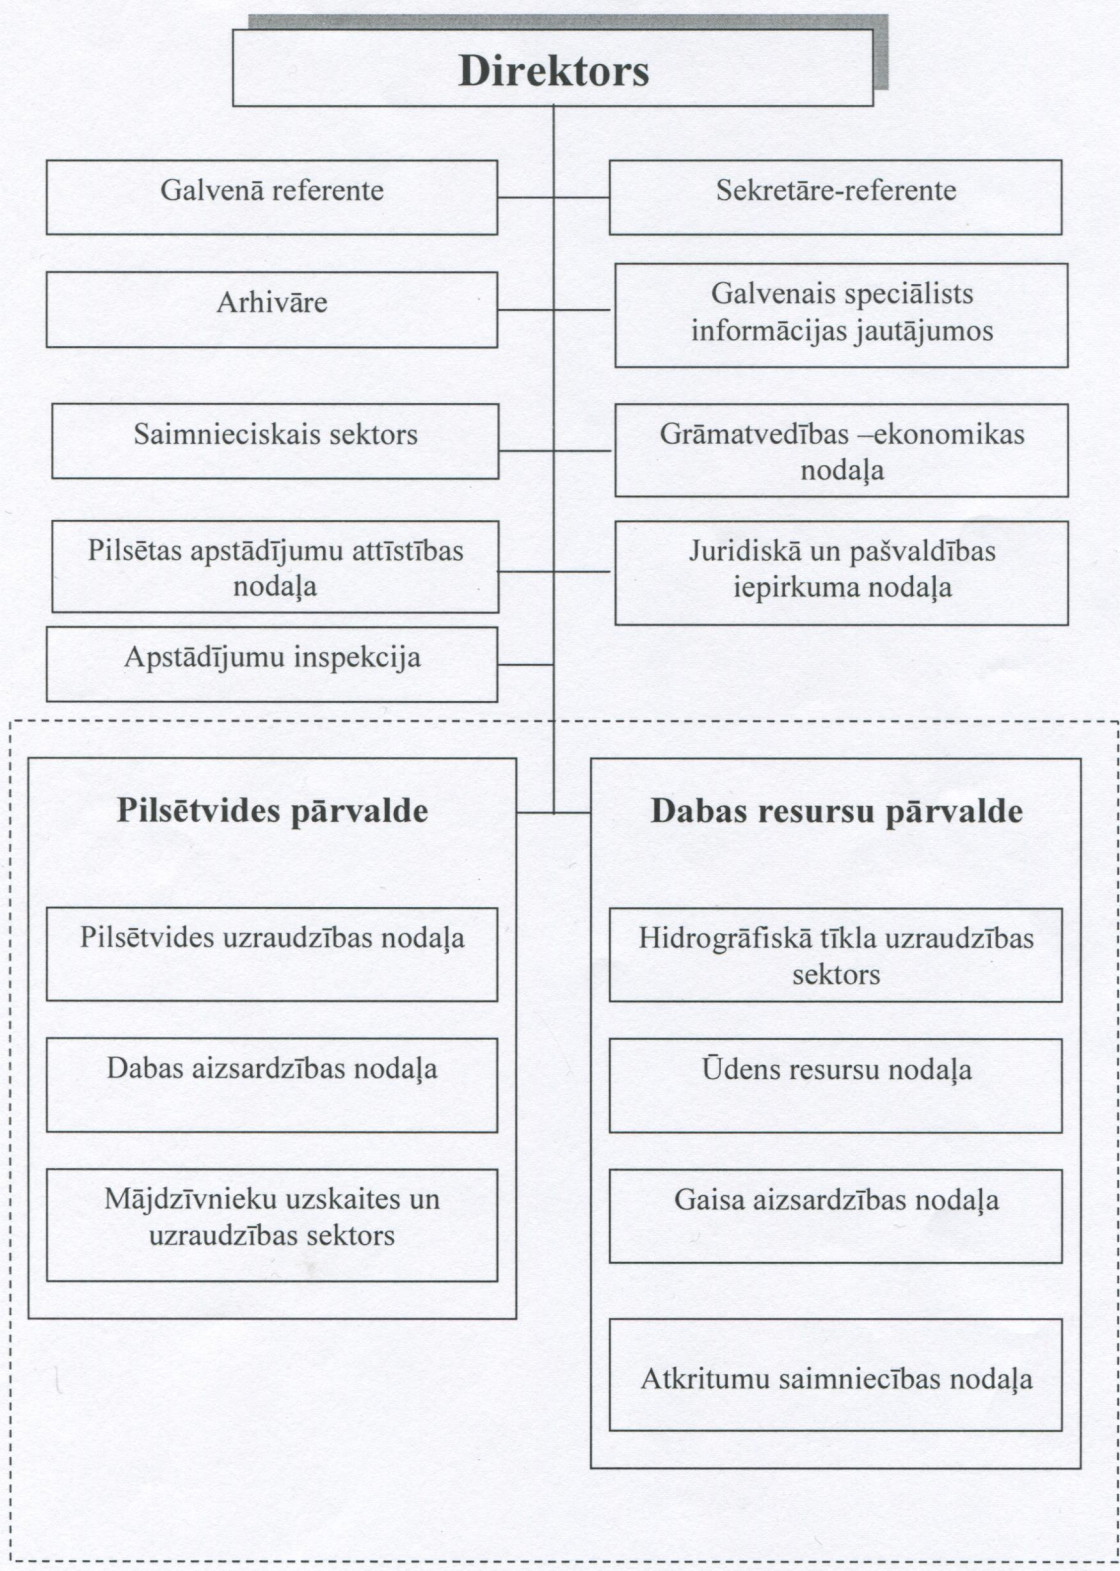 Direktors
Galvenā referente
Sekretāre-referente
Arhivāre
Galvenais speciālists
informācijas jautājumos
Saimnieciskais sektors
Grāmatvedības –ekonomikas
nodaļa
Pilsētas apstādījumu attīstības
nodaļa
Juridiskā un pašvaldības
iepirkuma nodaļa
Apstādījumu inspekcija
Pilsētvides pārvalde
Pilsētvides uzraudzības nodaļa
Dabas aizsardzības nodaļa
Mājdzīvnieku uzskaites un
uzraudzības sektors
Dabas resursu pārvalde
Hidrogrāfiskā tīkla uzraudzības
sektors
Ūdens resursu nodaļa
Gaisa aizsardzības nodaļa
Atkritumu saimniecības nodaļa